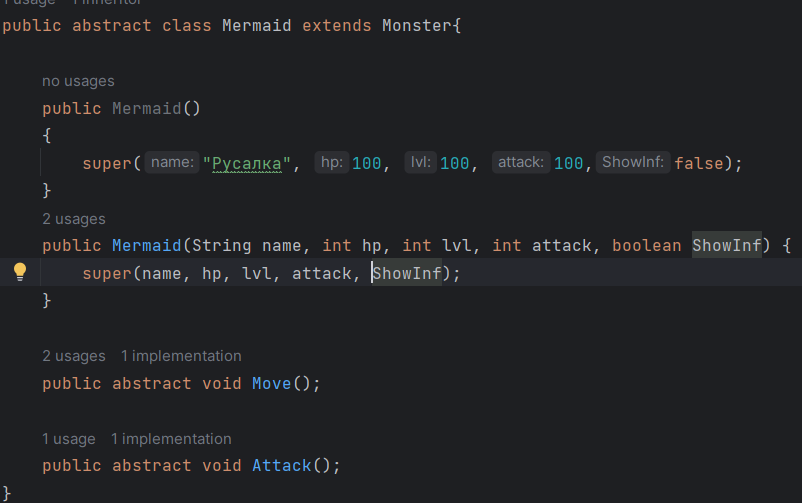 public abstract class Mermaid extends Monster{
no usages
public Mermaid()
{
super( name: "Русалка", hp: 100, lvl: 100, attack: 100, ShowInf: false);
}
2 usages
public Mermaid(String name, int hp, int lvl, int attack, boolean ShowInf) {
super(name, hp, lvl, attack, ShowInf);
}
2 usages 1 implementation
public abstract void Move();
1 usage 1 implementation
public abstract void Attack();
}